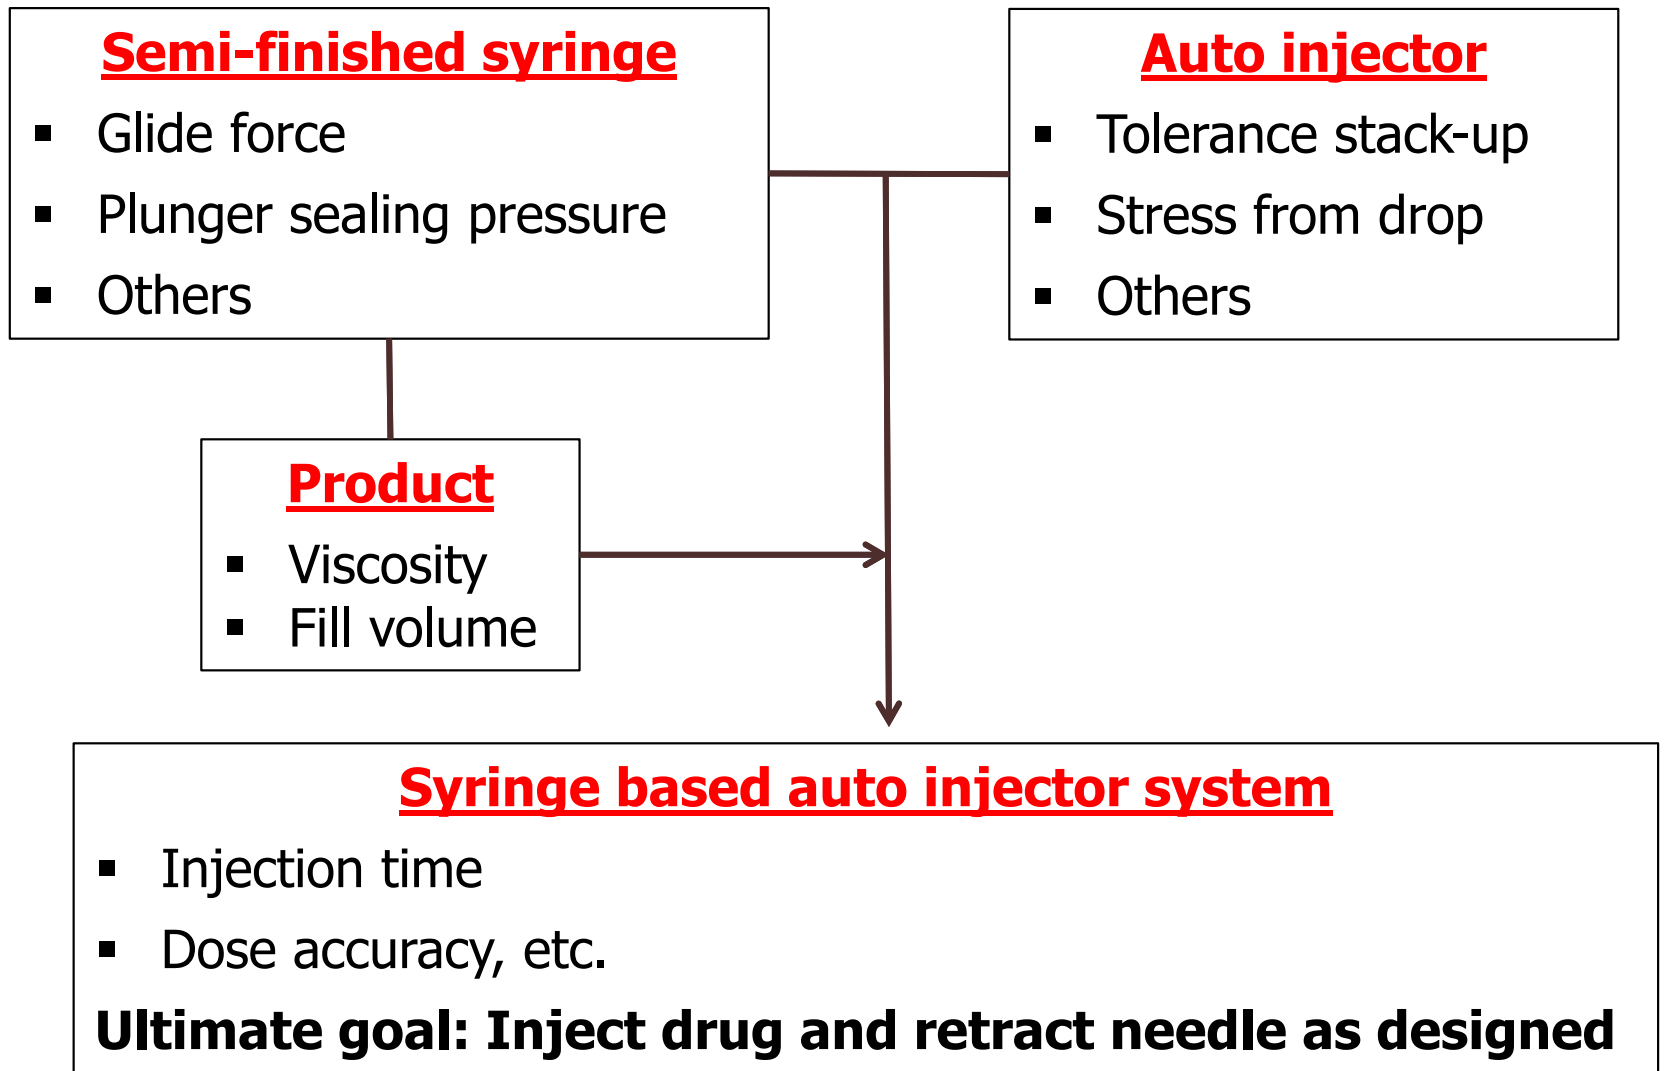 Semi-finished syringe
▪ Glide force
▪ Plunger sealing pressure
▪ Others
Auto injector
▪ Tolerance stack-up
▪ Stress from drop
▪ Others
Product
▪ Viscosity
▪ Fill volume
Syringe based auto injector system
▪ Injection time
▪ Dose accuracy, etc.
Ultimate goal: Inject drug and retract needle as designed